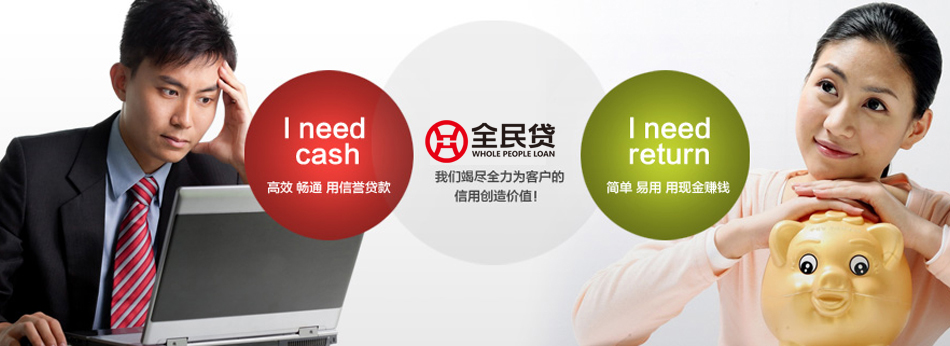 I need
cash
高效 畅通 用信誉贷款
全民贷
WHOLE PEOPLE LOAN
我们竭尽全力为客户的
信用创造价值！
I need
return
简单 易用 用现金赚钱